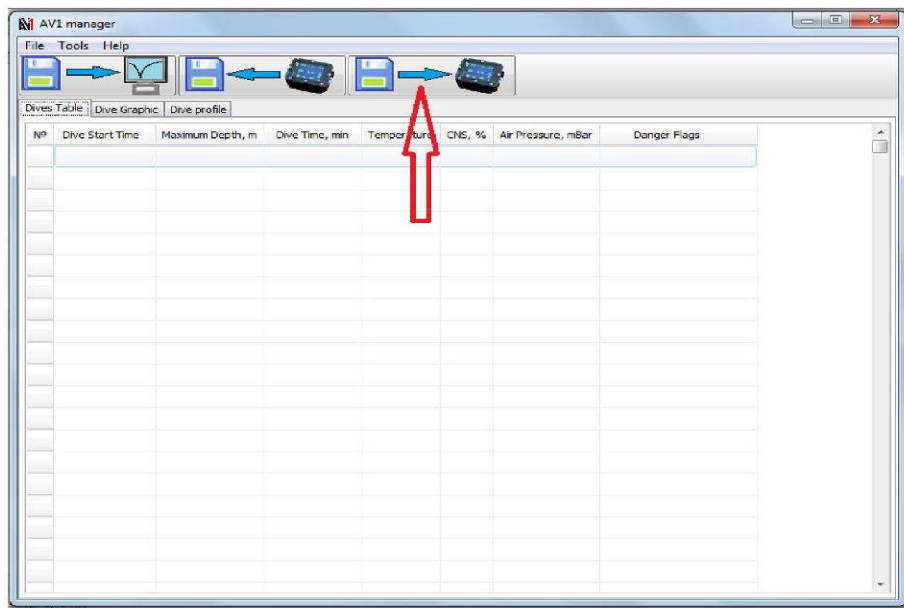 AV1 manager
File Tools Help
Dives Table Dive Graphic Dive profile
Nº Dive Start Time Maximum Depth, m Dive Time, min Temperature CNS, % Air Pressure, mBar Danger Flags